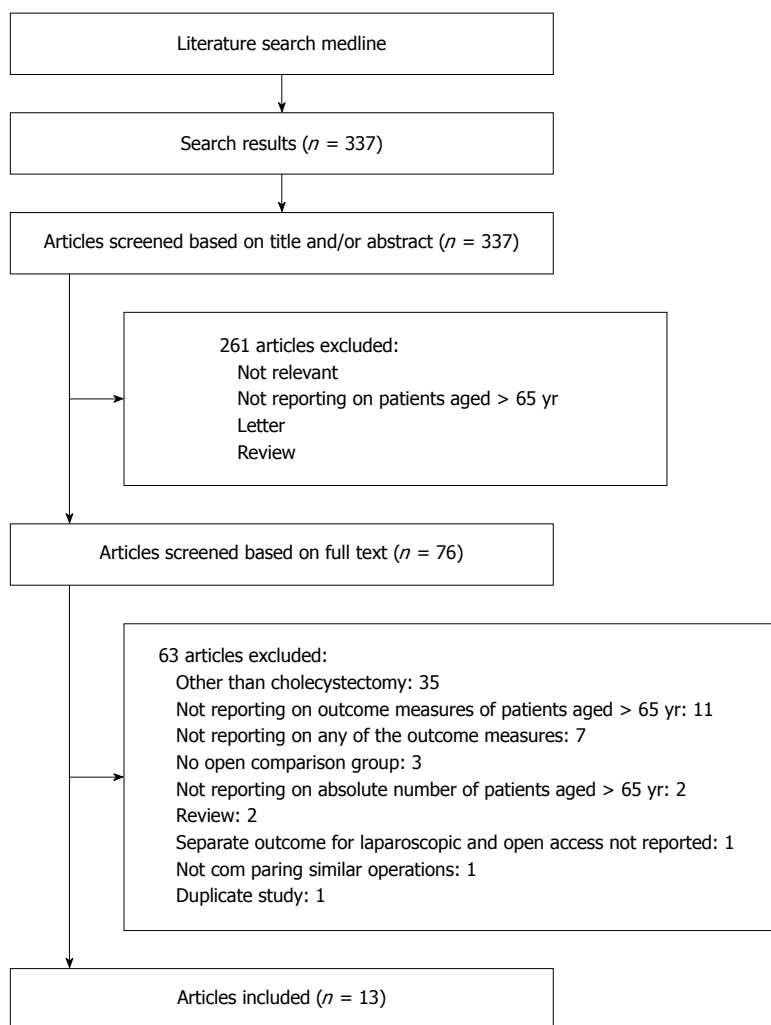 Literature search medline
Search results (n = 337)
Articles screened based on title and/or abstract (n = 337)
261 articles excluded:
Not relevant
Not reporting on patients aged > 65 yr
Letter
Review
Articles screened based on full text (n = 76)
63 articles excluded:
Other than cholecystectomy: 35
Not reporting on outcome measures of patients aged > 65 yr: 11
Not reporting on any of the outcome measures: 7
No open comparison group: 3
Not reporting on absolute number of patients aged > 65 yr: 2
Review: 2
Separate outcome for laparoscopic and open access not reported: 1
Not com paring similar operations: 1
Duplicate study: 1
Articles included (n = 13)